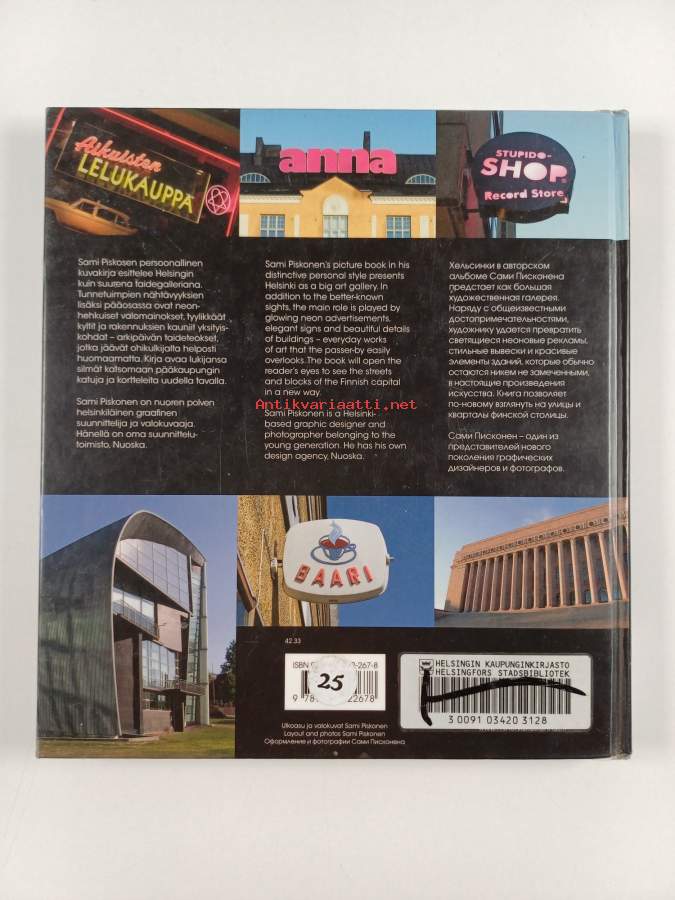 Aikuisten
LELUKAUPPA
anna
STUPIDO-
SHOP
Record Store
Sami Piskosen persoonallinen
kuvakirja esittelee Helsingin
kuin suurena taidegalleriana.
Tunnetuimpien nähtävyyksien
lisäksi pääosassa ovat neon-
hehkuiset valomainokset, tyylikkäät
kyltit ja rakennuksien kauniit yksityis-
kohdat – arkipäivän taideteokset,
jotka jäävät ohikulkijalta helposti
huomaamatta. Kirja avaa lukijansa
silmät katsomaan pääkaupungin
katuja ja kortteleita uudella tavalla.
Sami Piskonen on nuoren polven
helsinkiläinen graafinen
suunnittelija ja valokuvaaja.
Hänellä on oma suunnittelu-
toimisto, Nuoska.
Sami Piskonen's picture book in his
distinctive personal style presents
Helsinki as a big art gallery. In
addition to the better-known
sights, the main role is played by
glowing neon advertisements,
elegant signs and beautiful details
of buildings – everyday works
of art that the passer-by easily
overlooks. The book will open the
reader's eyes to see the streets
and blocks of the Finnish capital
in a new way.
Antikvariaatti.net
Sami Piskonen is a Helsinki-
based graphic designer and
photographer belonging to the
young generation. He has his own
design agency, Nuoska.
Хельсинки в авторском
альбоме Сами Писконена
предстает как большая
художественная галерея.
Наряду с общеизвестными
достопримечательностями,
художнику удается превратить
светящиеся неоновые рекламы,
стильные вывески и красивые
элементы зданий, которые обычно
остаются никем не замеченными,
в настоящие произведения
искусства. Книга позволяет
по-новому взглянуть на улицы и
кварталы финской столицы.
Сами Писконен – один из
представителей нового
поколения графических
дизайнеров и фотографов.
BAARI
42.33
ISBN 9
-267-8
25
9 789
22678
HELSINGIN KAUPUNGINKIRJASTO
HELSINGFORS STADSBIBLIOTEK
3 0091 03420 3128
Ulkoasu ja valokuvat Sami Piskonen
Layout and photos Sami Piskonen
Оформление и фотографии Сами Писконена